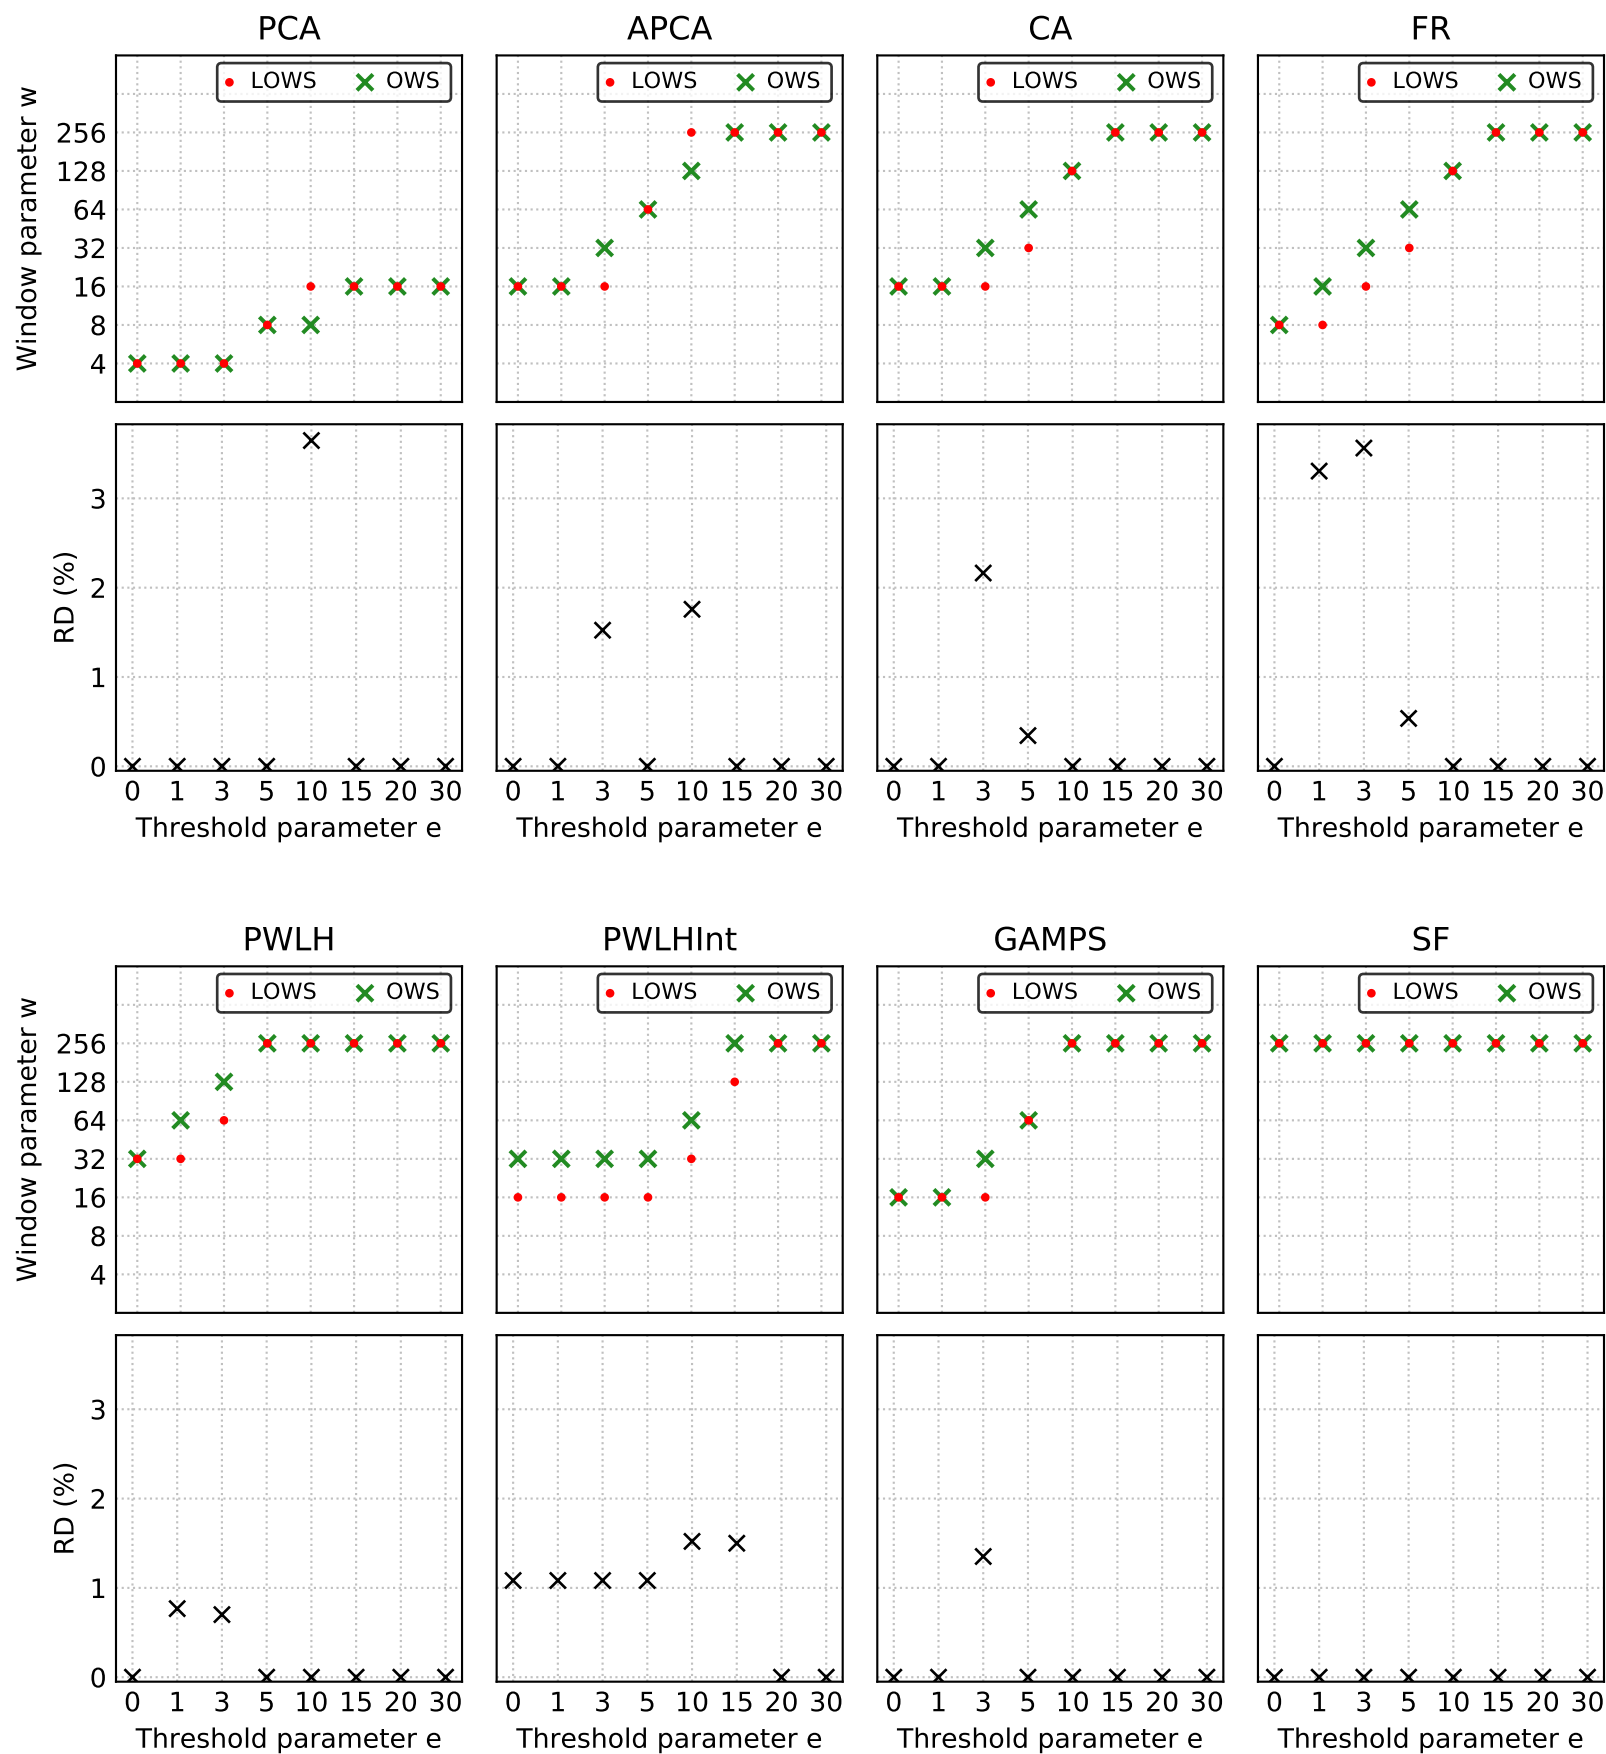 PCA APCA CA FR
LOWS OWS LOWS OWS LOWS OWS LOWS OWS
Window parameter w
256
128
64
32
16
8
4
RD (%)
3
2
1
0
0 1 3 5 10 15 20 30 0 1 3 5 10 15 20 30 0 1 3 5 10 15 20 30 0 1 3 5 10 15 20 30
Threshold parameter e Threshold parameter e Threshold parameter e Threshold parameter e
PWLH PWLHInt GAMPS SF
LOWS OWS LOWS OWS LOWS OWS LOWS OWS
Window parameter w
256
128
64
32
16
8
4
RD (%)
3
2
1
0
0 1 3 5 10 15 20 30 0 1 3 5 10 15 20 30 0 1 3 5 10 15 20 30 0 1 3 5 10 15 20 30
Threshold parameter e Threshold parameter e Threshold parameter e Threshold parameter e